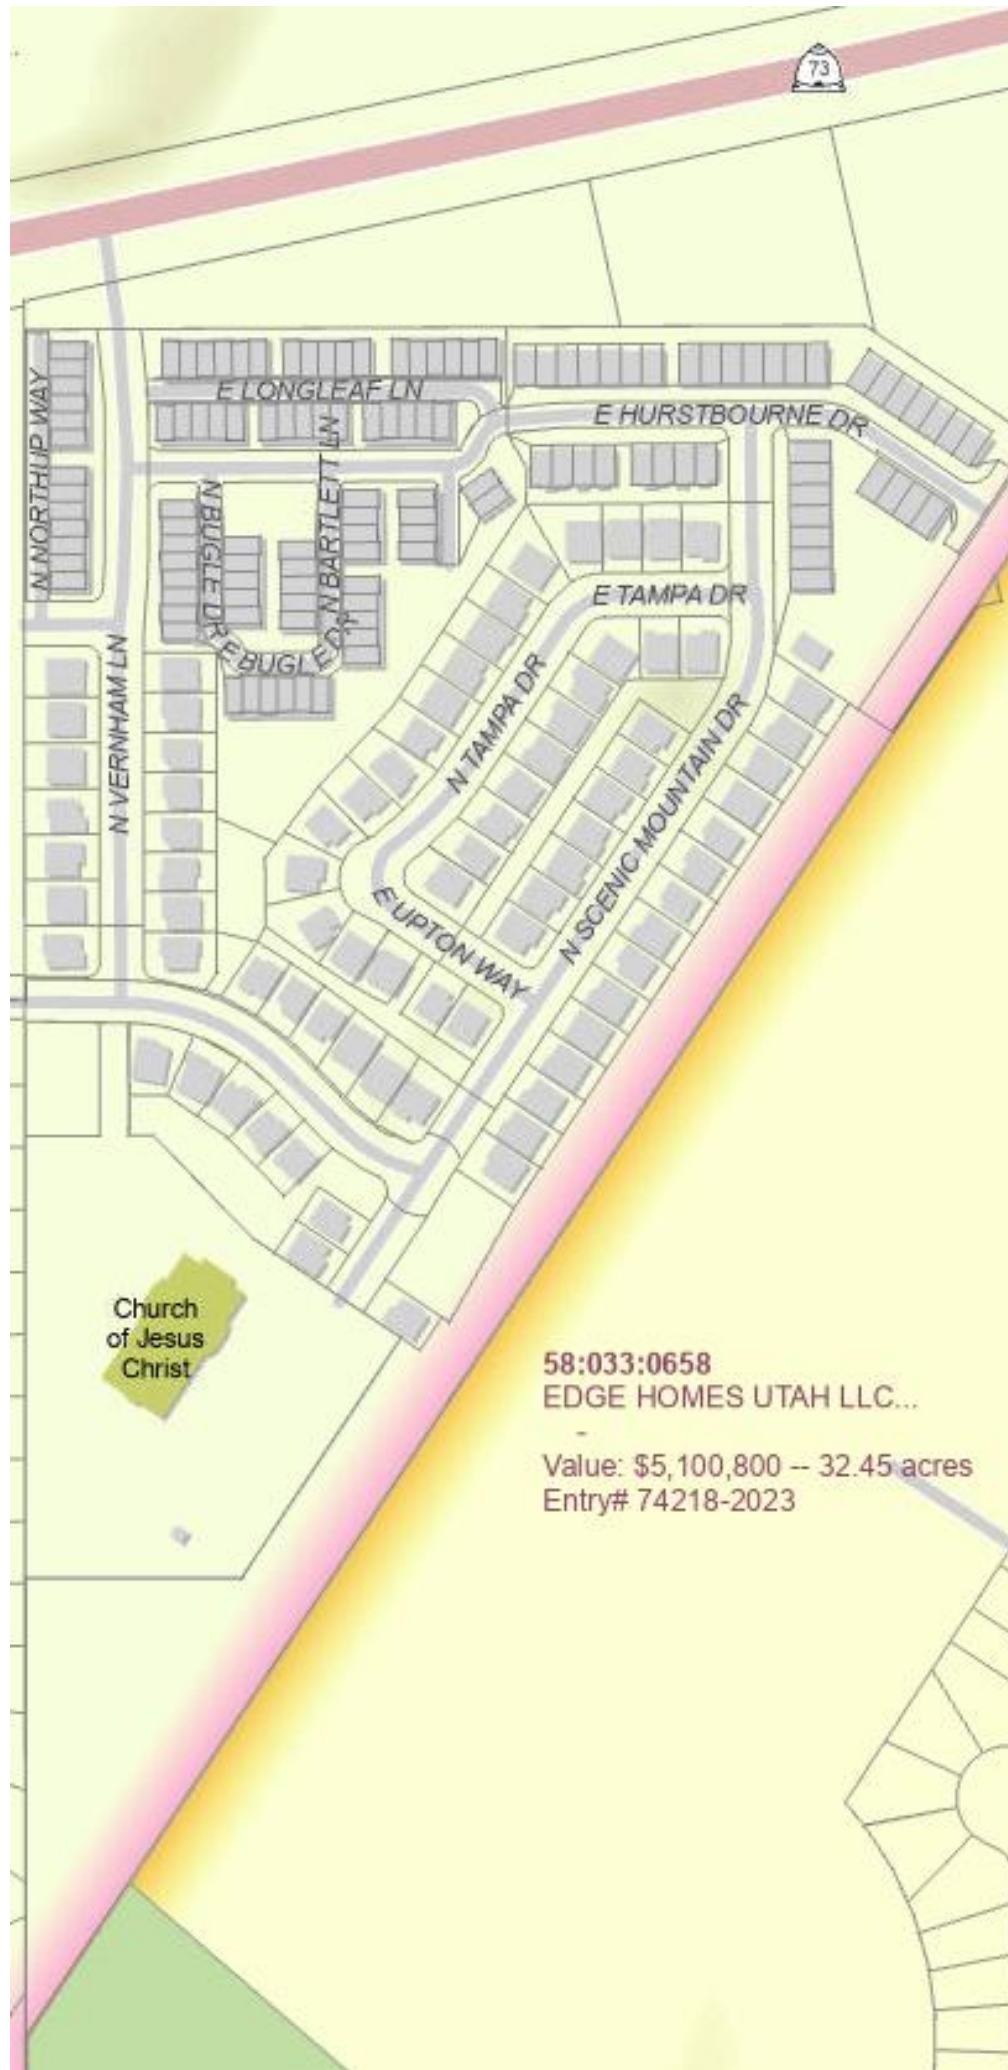 73
E LONGLEAF LN
E HURSTBOURNE DR
N NORTHUP WAY
N BARTLETT LN
N BUGLE DR
E BUGLE DR
E TAMPA DR
N TAMPA DR
N VERNHAM LN
N SCENIC MOUNTAIN DR
E UPTON WAY
Church
of Jesus
Christ
58:033:0658
EDGE HOMES UTAH LLC...
-
Value: $5,100,800 -- 32.45 acres
Entry# 74218-2023